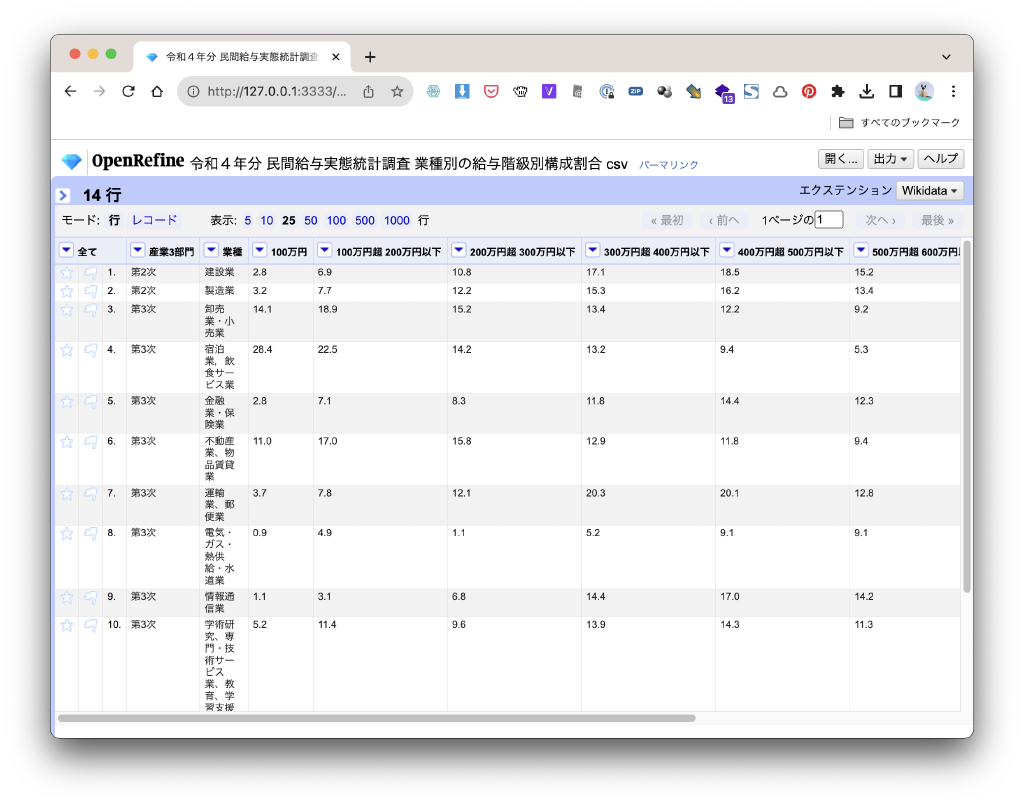 令和４年分 民間給与実態統計調査
http://127.0.0.1:3333/...
ZIP
13
すべてのブックマーク
OpenRefine 令和４年分 民間給与実態統計調査 業種別の給与階級別構成割合 csv パーマリンク 開く... 出力 ヘルプ
14 行 エクステンション Wikidata
モード: 行 レコード 表示: 5 10 25 50 100 500 1000 行 « 最初 ‹ 前へ 1ページの1 次へ › 最後 »
全て 産業3部門 業種 100万円 100万円超 200万円以下 200万円超 300万円以下 300万円超 400万円以下 400万円超 500万円以下 500万円超 600万円
1. 第2次 建設業 2.8 6.9 10.8 17.1 18.5 15.2
2. 第2次 製造業 3.2 7.7 12.2 15.3 16.2 13.4
3. 第3次 卸売 14.1 18.9 15.2 13.4 12.2 9.2
業・小
売業
4. 第3次 宿泊 28.4 22.5 14.2 13.2 9.4 5.3
業，飲
食サー
ビス業
5. 第3次 金融 2.8 7.1 8.3 11.8 14.4 12.3
業・保
険業
6. 第3次 不動産 11.0 17.0 15.8 12.9 11.8 9.4
業、物
品賃貸
業
7. 第3次 運輸 3.7 7.8 12.1 20.3 20.1 12.8
業、郵
便業
8. 第3次 電気・ 0.9 4.9 1.1 5.2 9.1 9.1
ガス・
熱供
給・水
道業
9. 第3次 情報通 1.1 3.1 6.8 14.4 17.0 14.2
信業
10. 第3次 学術研 5.2 11.4 9.6 13.9 14.3 11.3
究、専
門・技
術サー
ビス
業、教
育、学
習支援